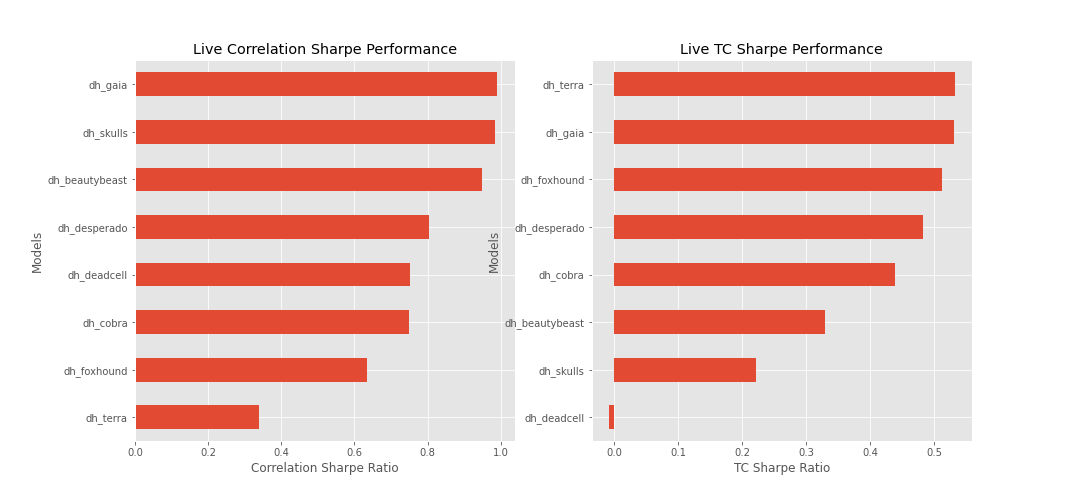 Live Correlation Sharpe Performance
dh_gaia
dh_skulls
dh_beautybeast
dh_desperado
dh_deadcell
dh_cobra
dh_foxhound
dh_terra
Models
0.0 0.2 0.4 0.6 0.8 1.0
Correlation Sharpe Ratio
Live TC Sharpe Performance
dh_terra
dh_gaia
dh_foxhound
dh_desperado
dh_cobra
dh_beautybeast
dh_skulls
dh_deadcell
Models
0.0 0.1 0.2 0.3 0.4 0.5
TC Sharpe Ratio